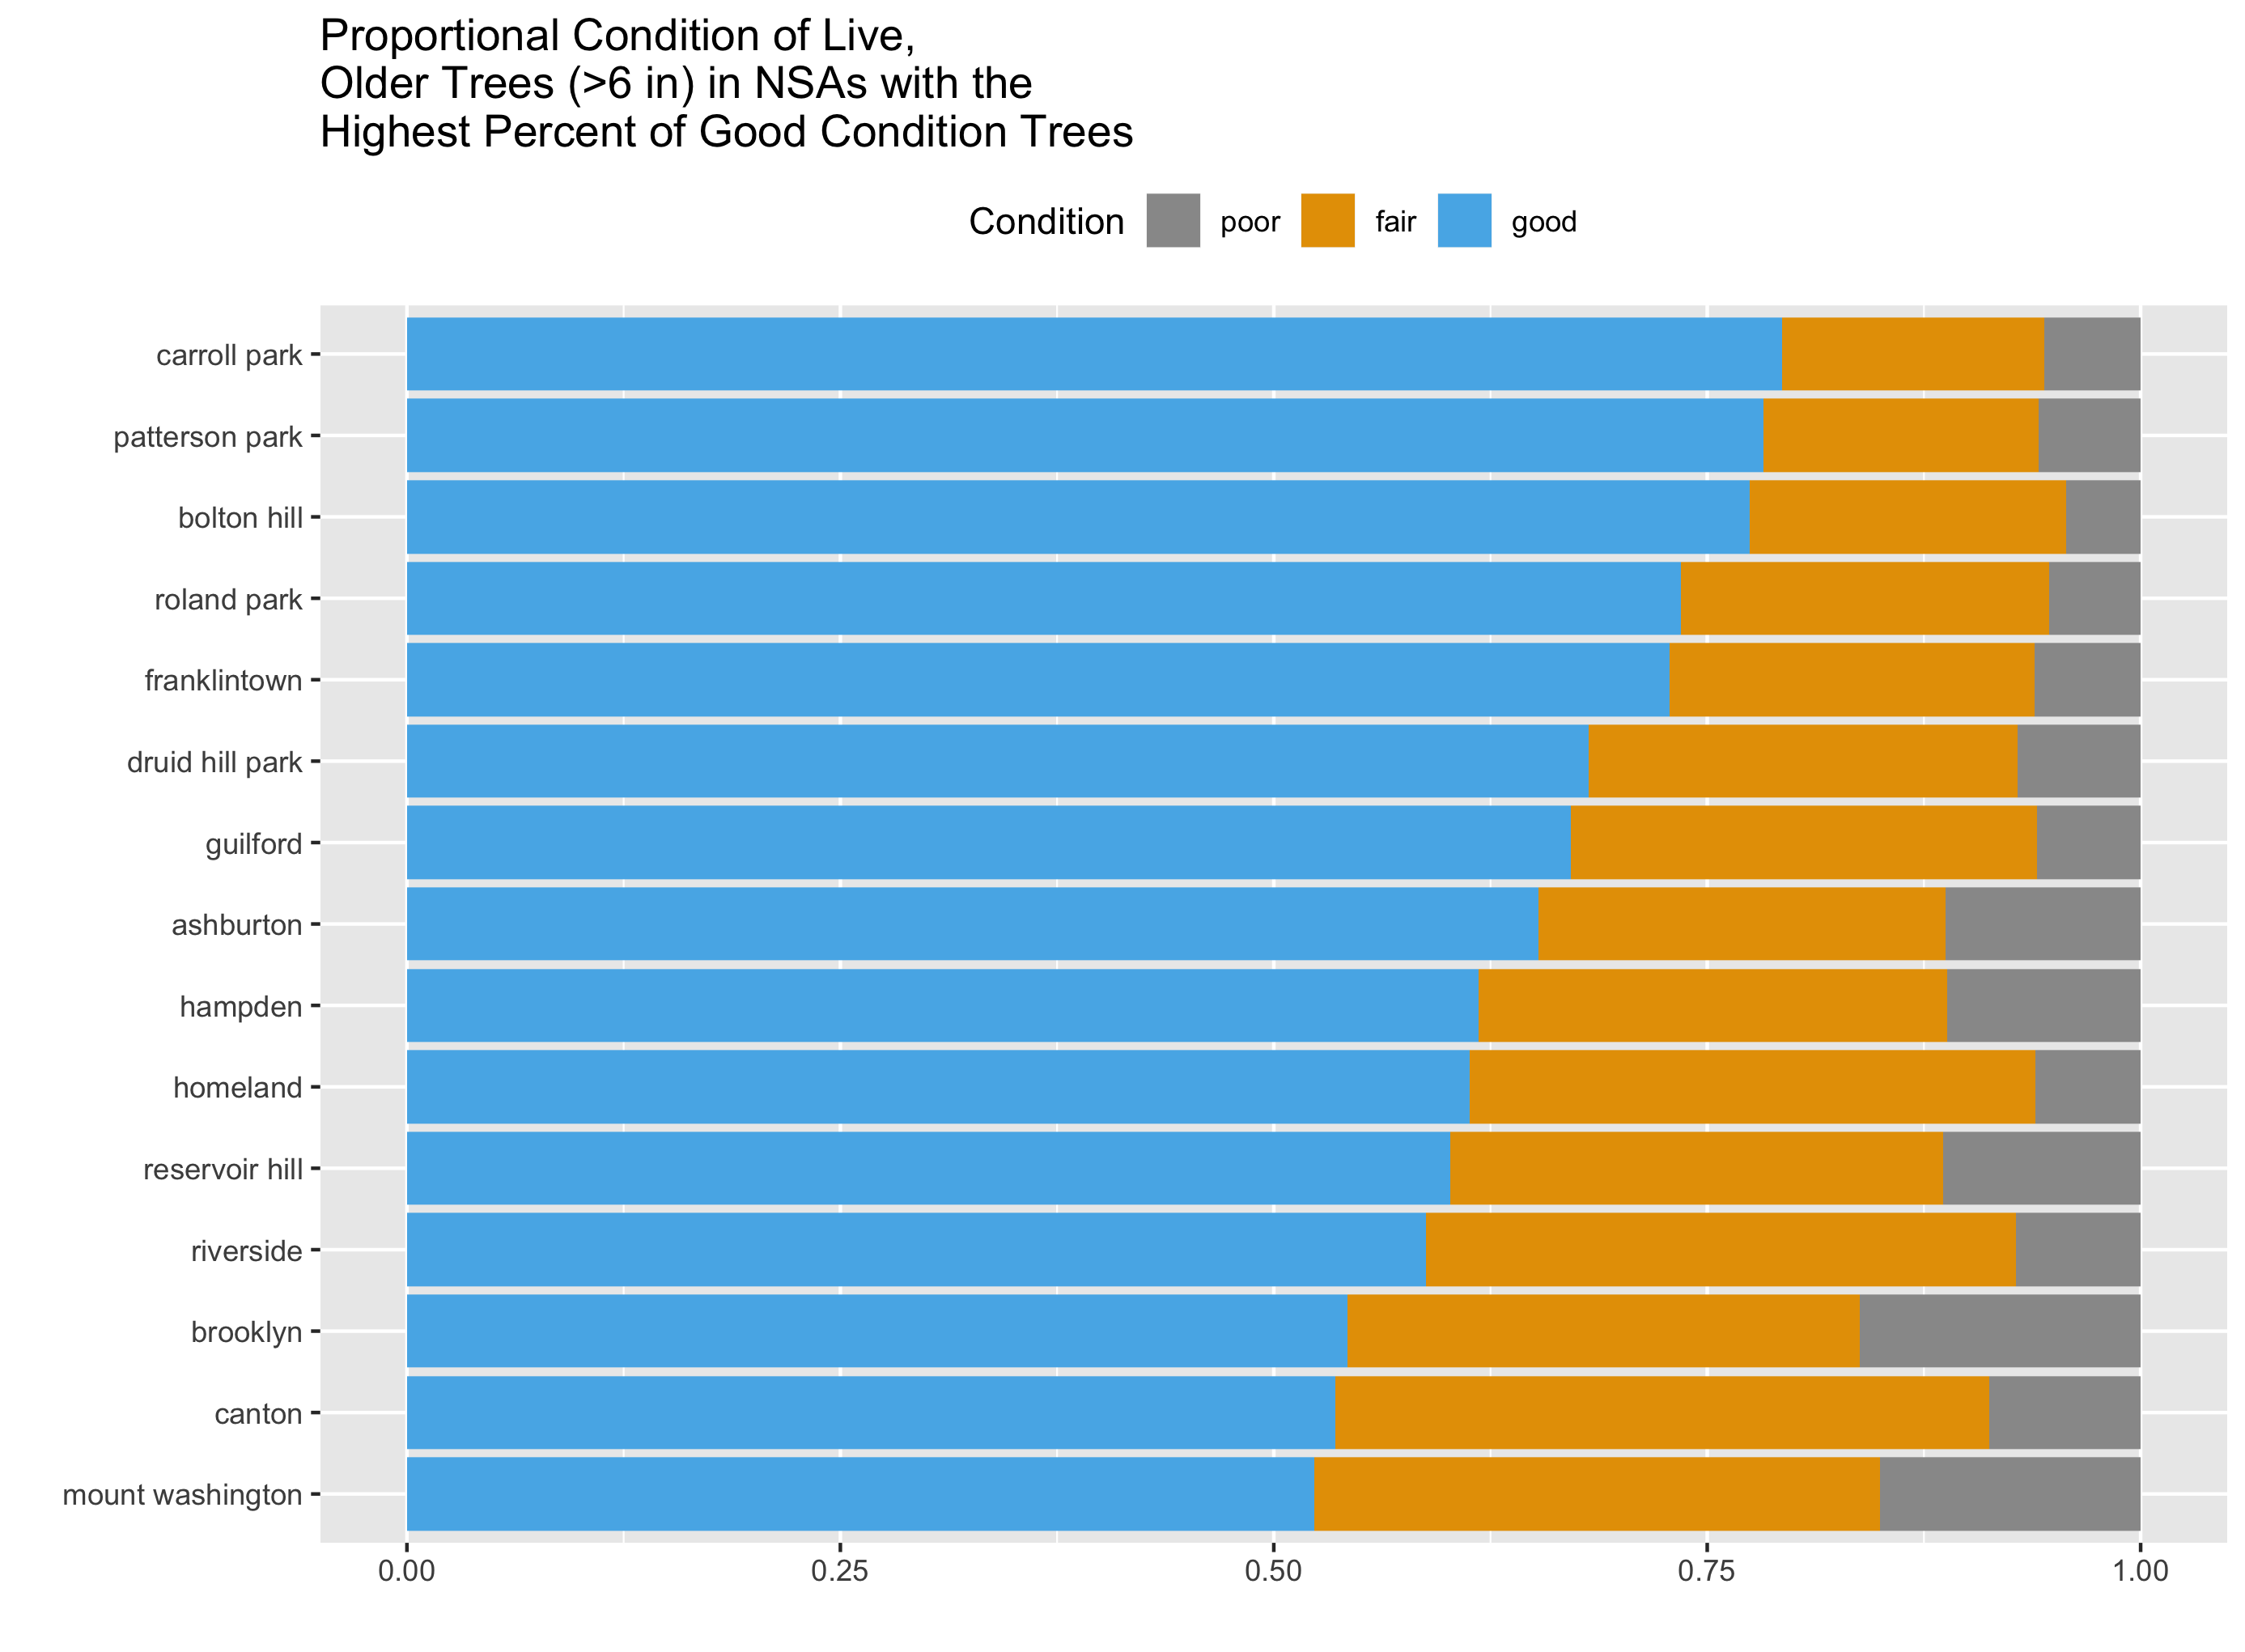 Proportional Condition of Live,
Older Trees (>6 in) in NSAs with the
Highest Percent of Good Condition Trees
Condition poor fair good
carroll park
patterson park
bolton hill
roland park
franklintown
druid hill park
guilford
ashburton
hampden
homeland
reservoir hill
riverside
brooklyn
canton
mount washington
0.00 0.25 0.50 0.75 1.00